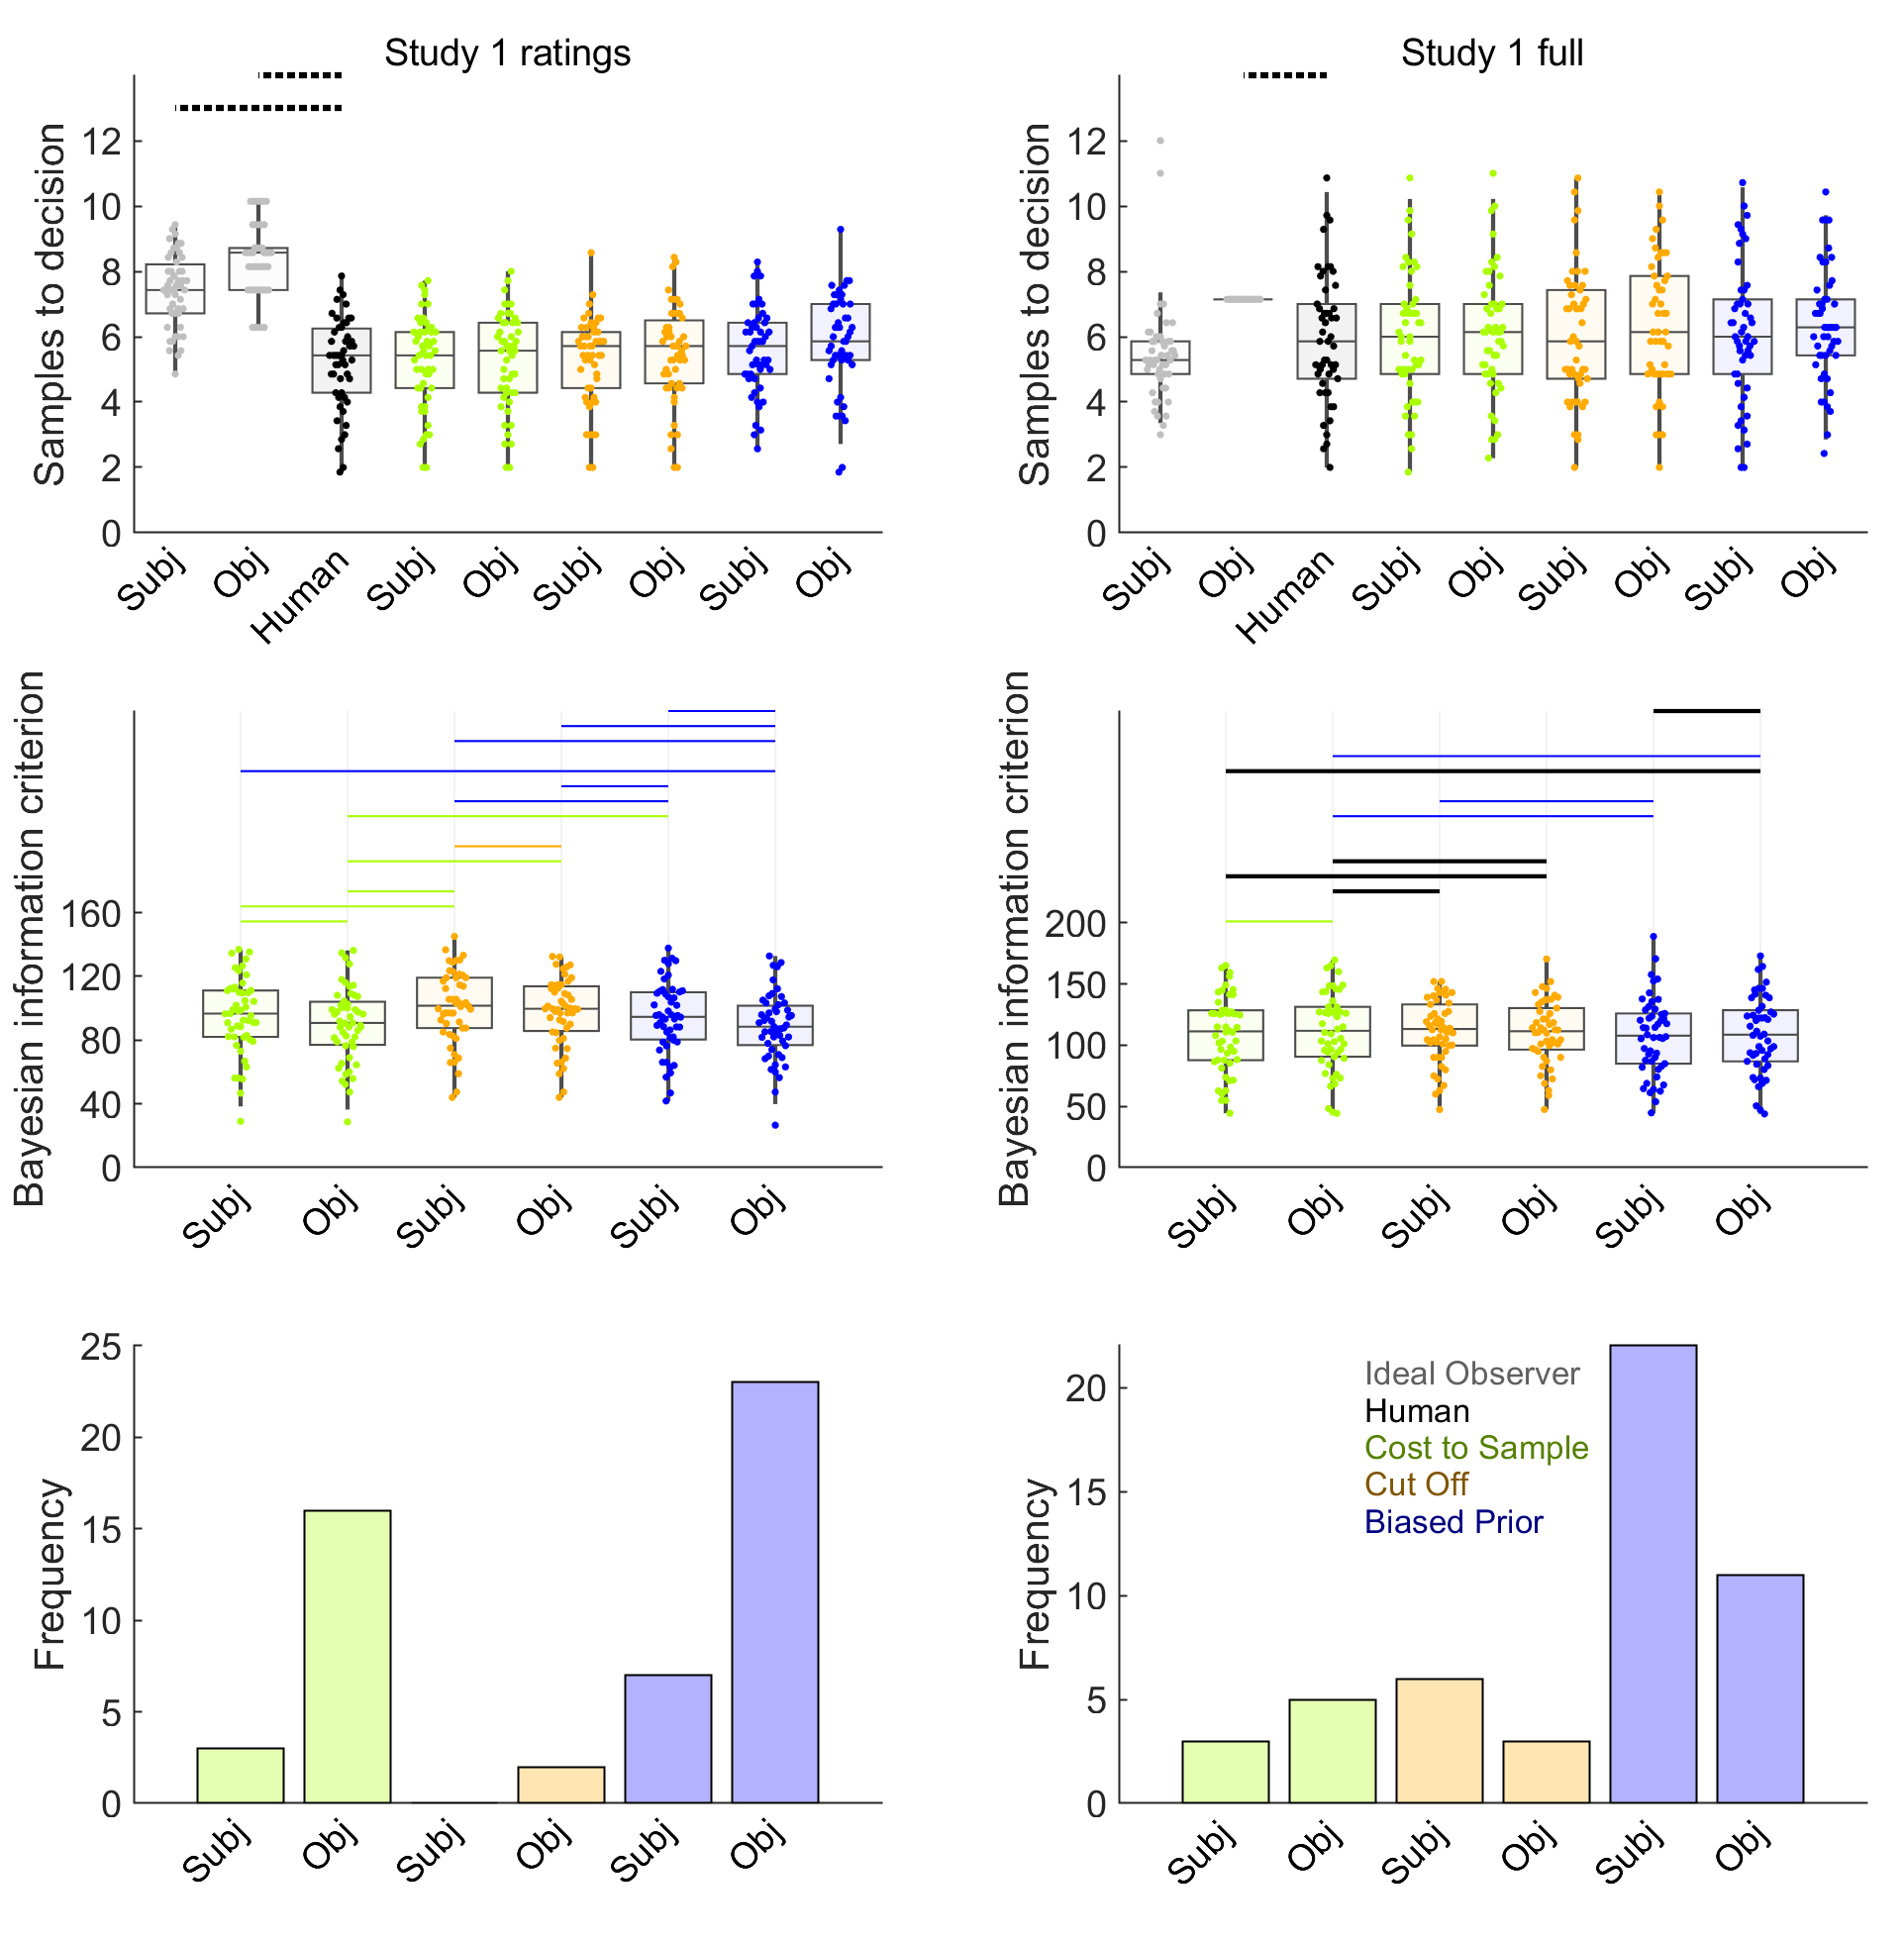 Study 1 ratings
Samples to decision
12
10
8
6
4
2
0
Subj
Obj
Human
Subj
Obj
Subj
Obj
Subj
Obj
Study 1 full
Samples to decision
12
10
8
6
4
2
0
Subj
Obj
Human
Subj
Obj
Subj
Obj
Subj
Obj
Bayesian information criterion
160
120
80
40
0
Subj
Obj
Subj
Obj
Subj
Obj
Bayesian information criterion
200
150
100
50
0
Subj
Obj
Subj
Obj
Subj
Obj
Frequency
25
20
15
10
5
0
Subj
Obj
Subj
Obj
Subj
Obj
Frequency
20
15
10
5
0
Ideal Observer
Human
Cost to Sample
Cut Off
Biased Prior
Subj
Obj
Subj
Obj
Subj
Obj